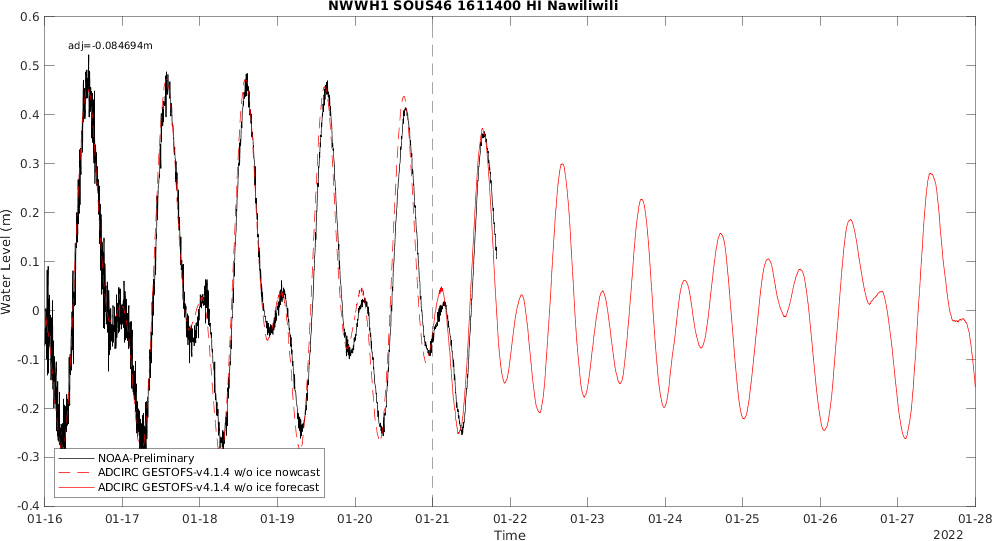 NWWH1 SOUS46 1611400 HI Nawiliwili
adj=-0.084694m
Water Level (m)
0.6
0.5
0.4
0.3
0.2
0.1
0
-0.1
-0.2
-0.3
-0.4
NOAA-Preliminary
ADCIRC GESTOFS-v4.1.4 w/o ice nowcast
ADCIRC GESTOFS-v4.1.4 w/o ice forecast
01-16 01-17 01-18 01-19 01-20 01-21 01-22 01-23 01-24 01-25 01-26 01-27 01-28
Time
2022